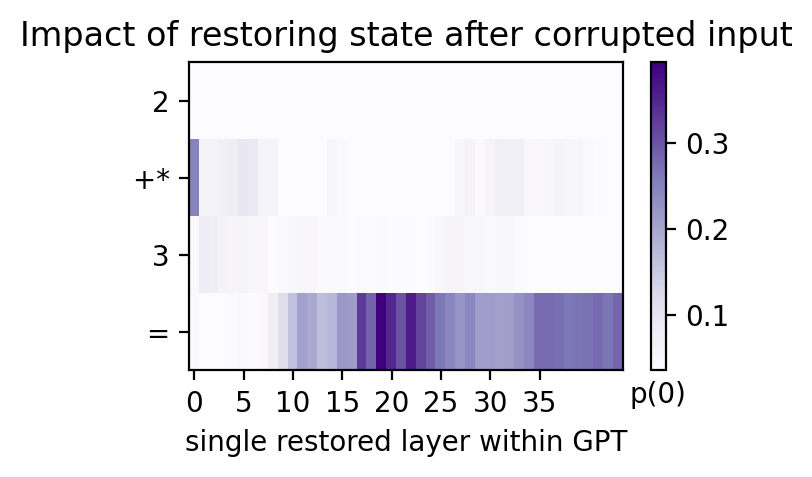 Impact of restoring state after corrupted input
2
+*
3
=
0 5 10 15 20 25 30 35
single restored layer within GPT
0.3
0.2
0.1
p(0)